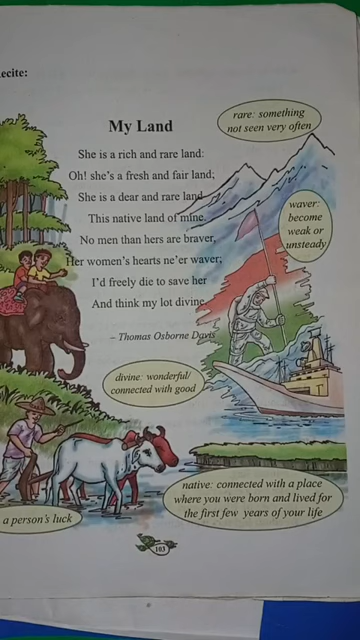 ecite:
rare: something
not seen very often
My Land
She is a rich and rare land:
Oh! she's a fresh and fair land;
She is a dear and rare land
This native land of mine.
No men than hers are braver,
Her women's hearts ne'er waver;
I'd freely die to save her
And think my lot divine.
– Thomas Osborne Davis
waver:
become
weak or
unsteady
divine: wonderful/
connected with good
native: connected with a place
where you were born and lived for
the first few years of your life
a person's luck
103